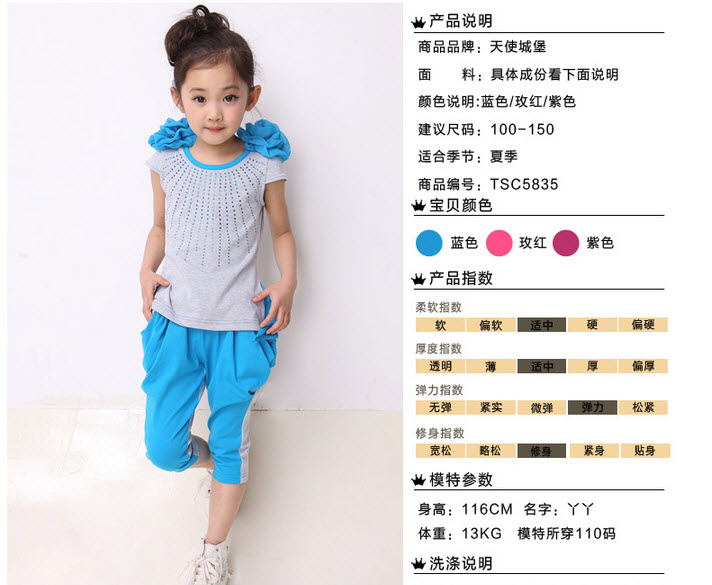 产品说明
商品品牌：天使城堡
面 料：具体成份看下面说明
颜色说明:蓝色/玫红/紫色
建议尺码：100-150
适合季节：夏季
商品编号：TSC5835
宝贝颜色
蓝色 玫红 紫色
产品指数
柔软指数
软 偏软 适中 硬 偏硬
厚度指数
透明 薄 适中 厚 偏厚
弹力指数
无弹 紧实 微弹 弹力 松紧
修身指数
宽松 略松 修身 紧身 贴身
模特参数
身高：116CM 名字：丫丫
体重：13KG 模特所穿110码
洗涤说明